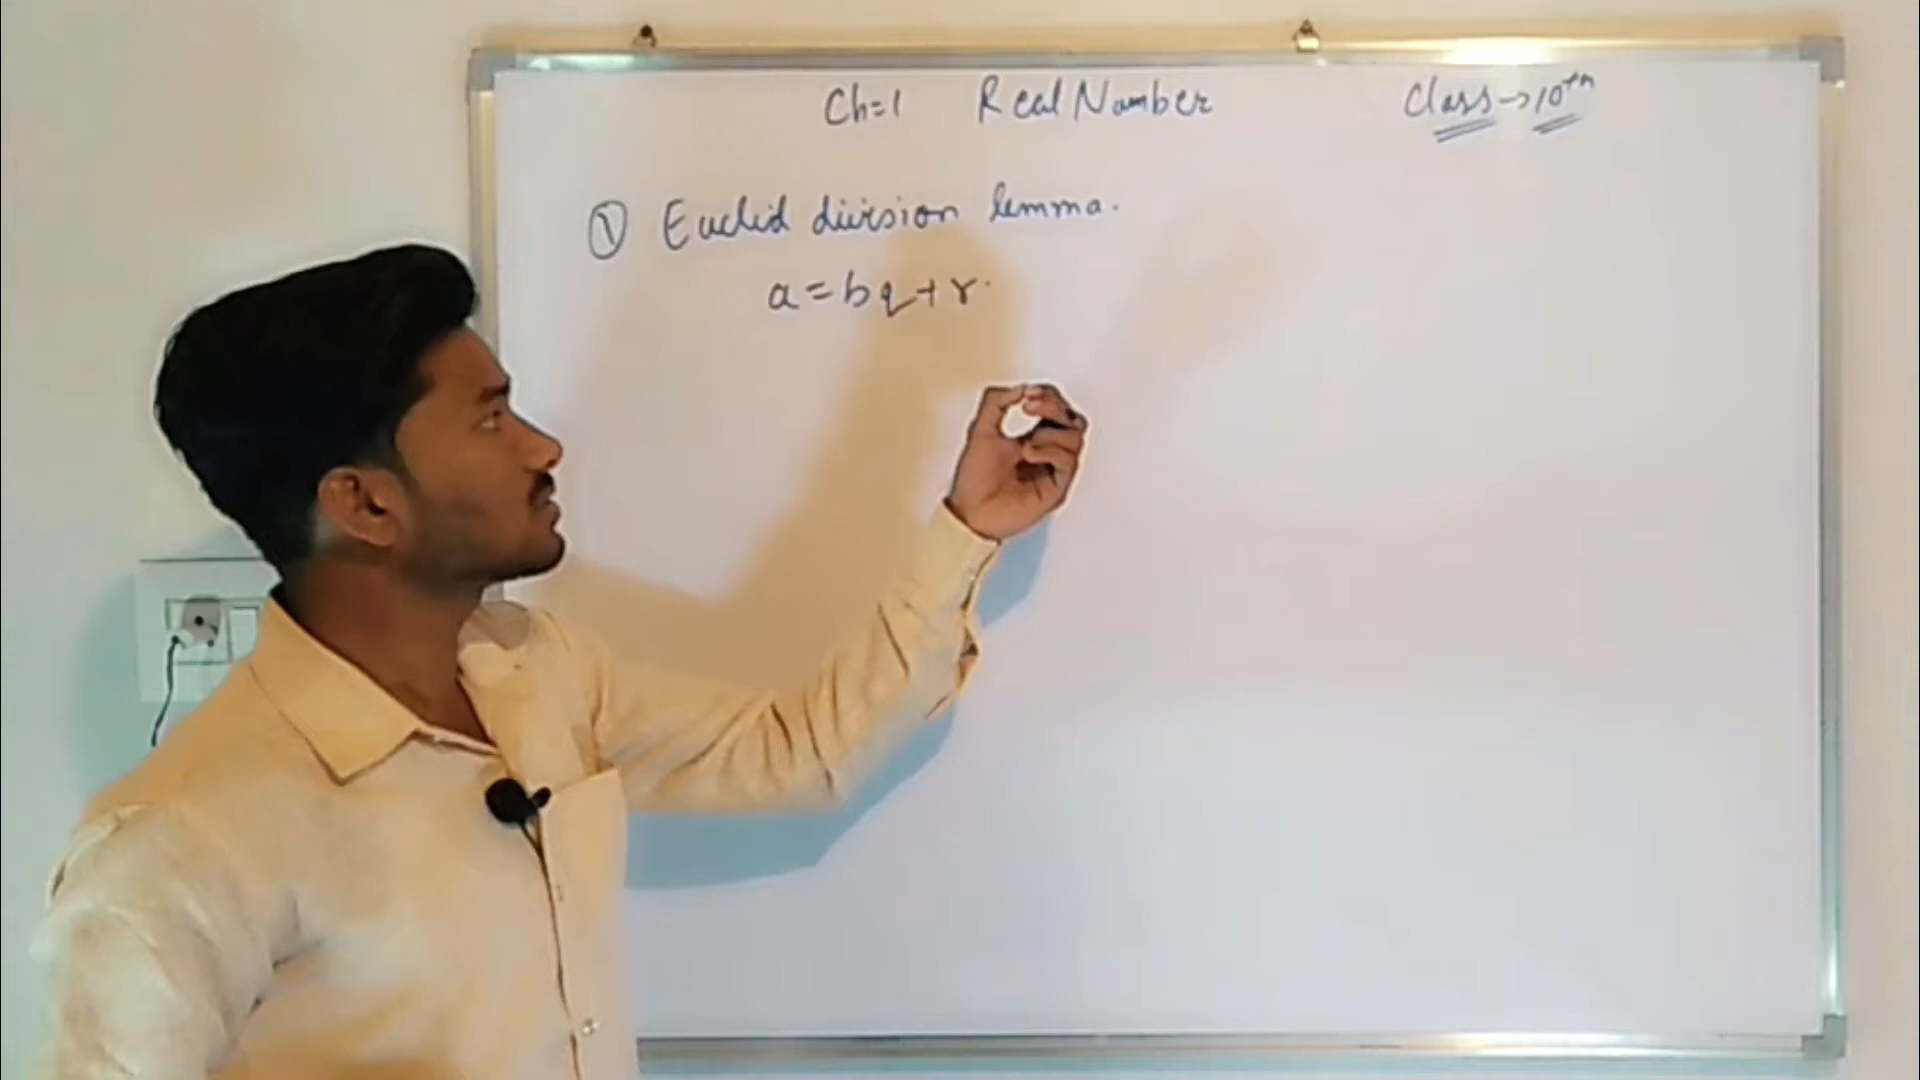 Ch=1 Real Number Class→10th
① Euclid division lemma.
a=bq+r.